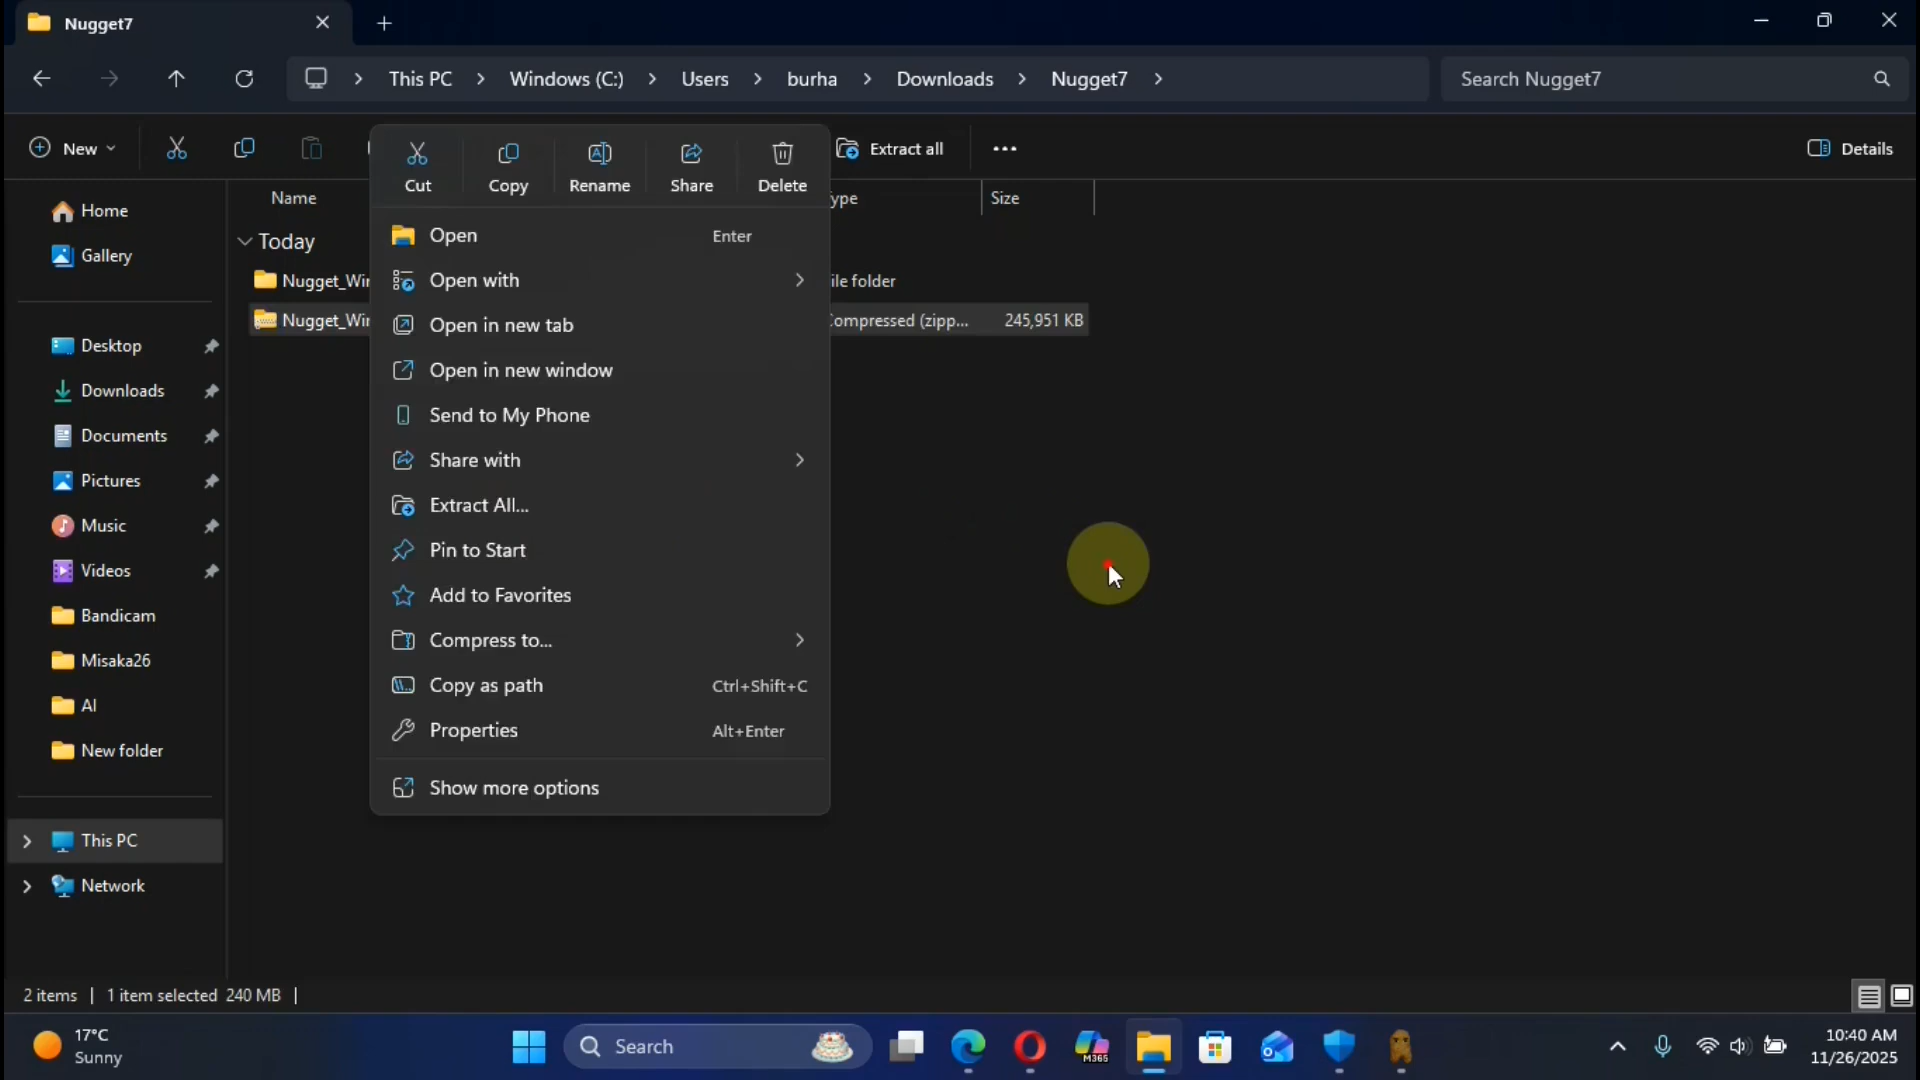 Nugget7
This PC
Windows (C:)
Users
burha
Downloads
Nugget7
Search Nugget7
New
Cut
Copy
Rename
Share
Delete
Extract all
Details
Name
ype
Size
Home
Gallery
Today
Nugget_Wi
ile folder
Nugget_Wi
ompressed (zipp...
245,951 KB
Open
Enter
Open with
Open in new tab
Open in new window
Send to My Phone
Share with
Extract All...
Pin to Start
Add to Favorites
Compress to...
Copy as path
Ctrl+Shift+C
Properties
Alt+Enter
Show more options
Desktop
Downloads
Documents
Pictures
Music
Videos
Bandicam
Misaka26
AI
New folder
This PC
Network
2 items
1 item selected 240 MB
17°C
Sunny
Search
M365
10:40 AM
11/26/2025